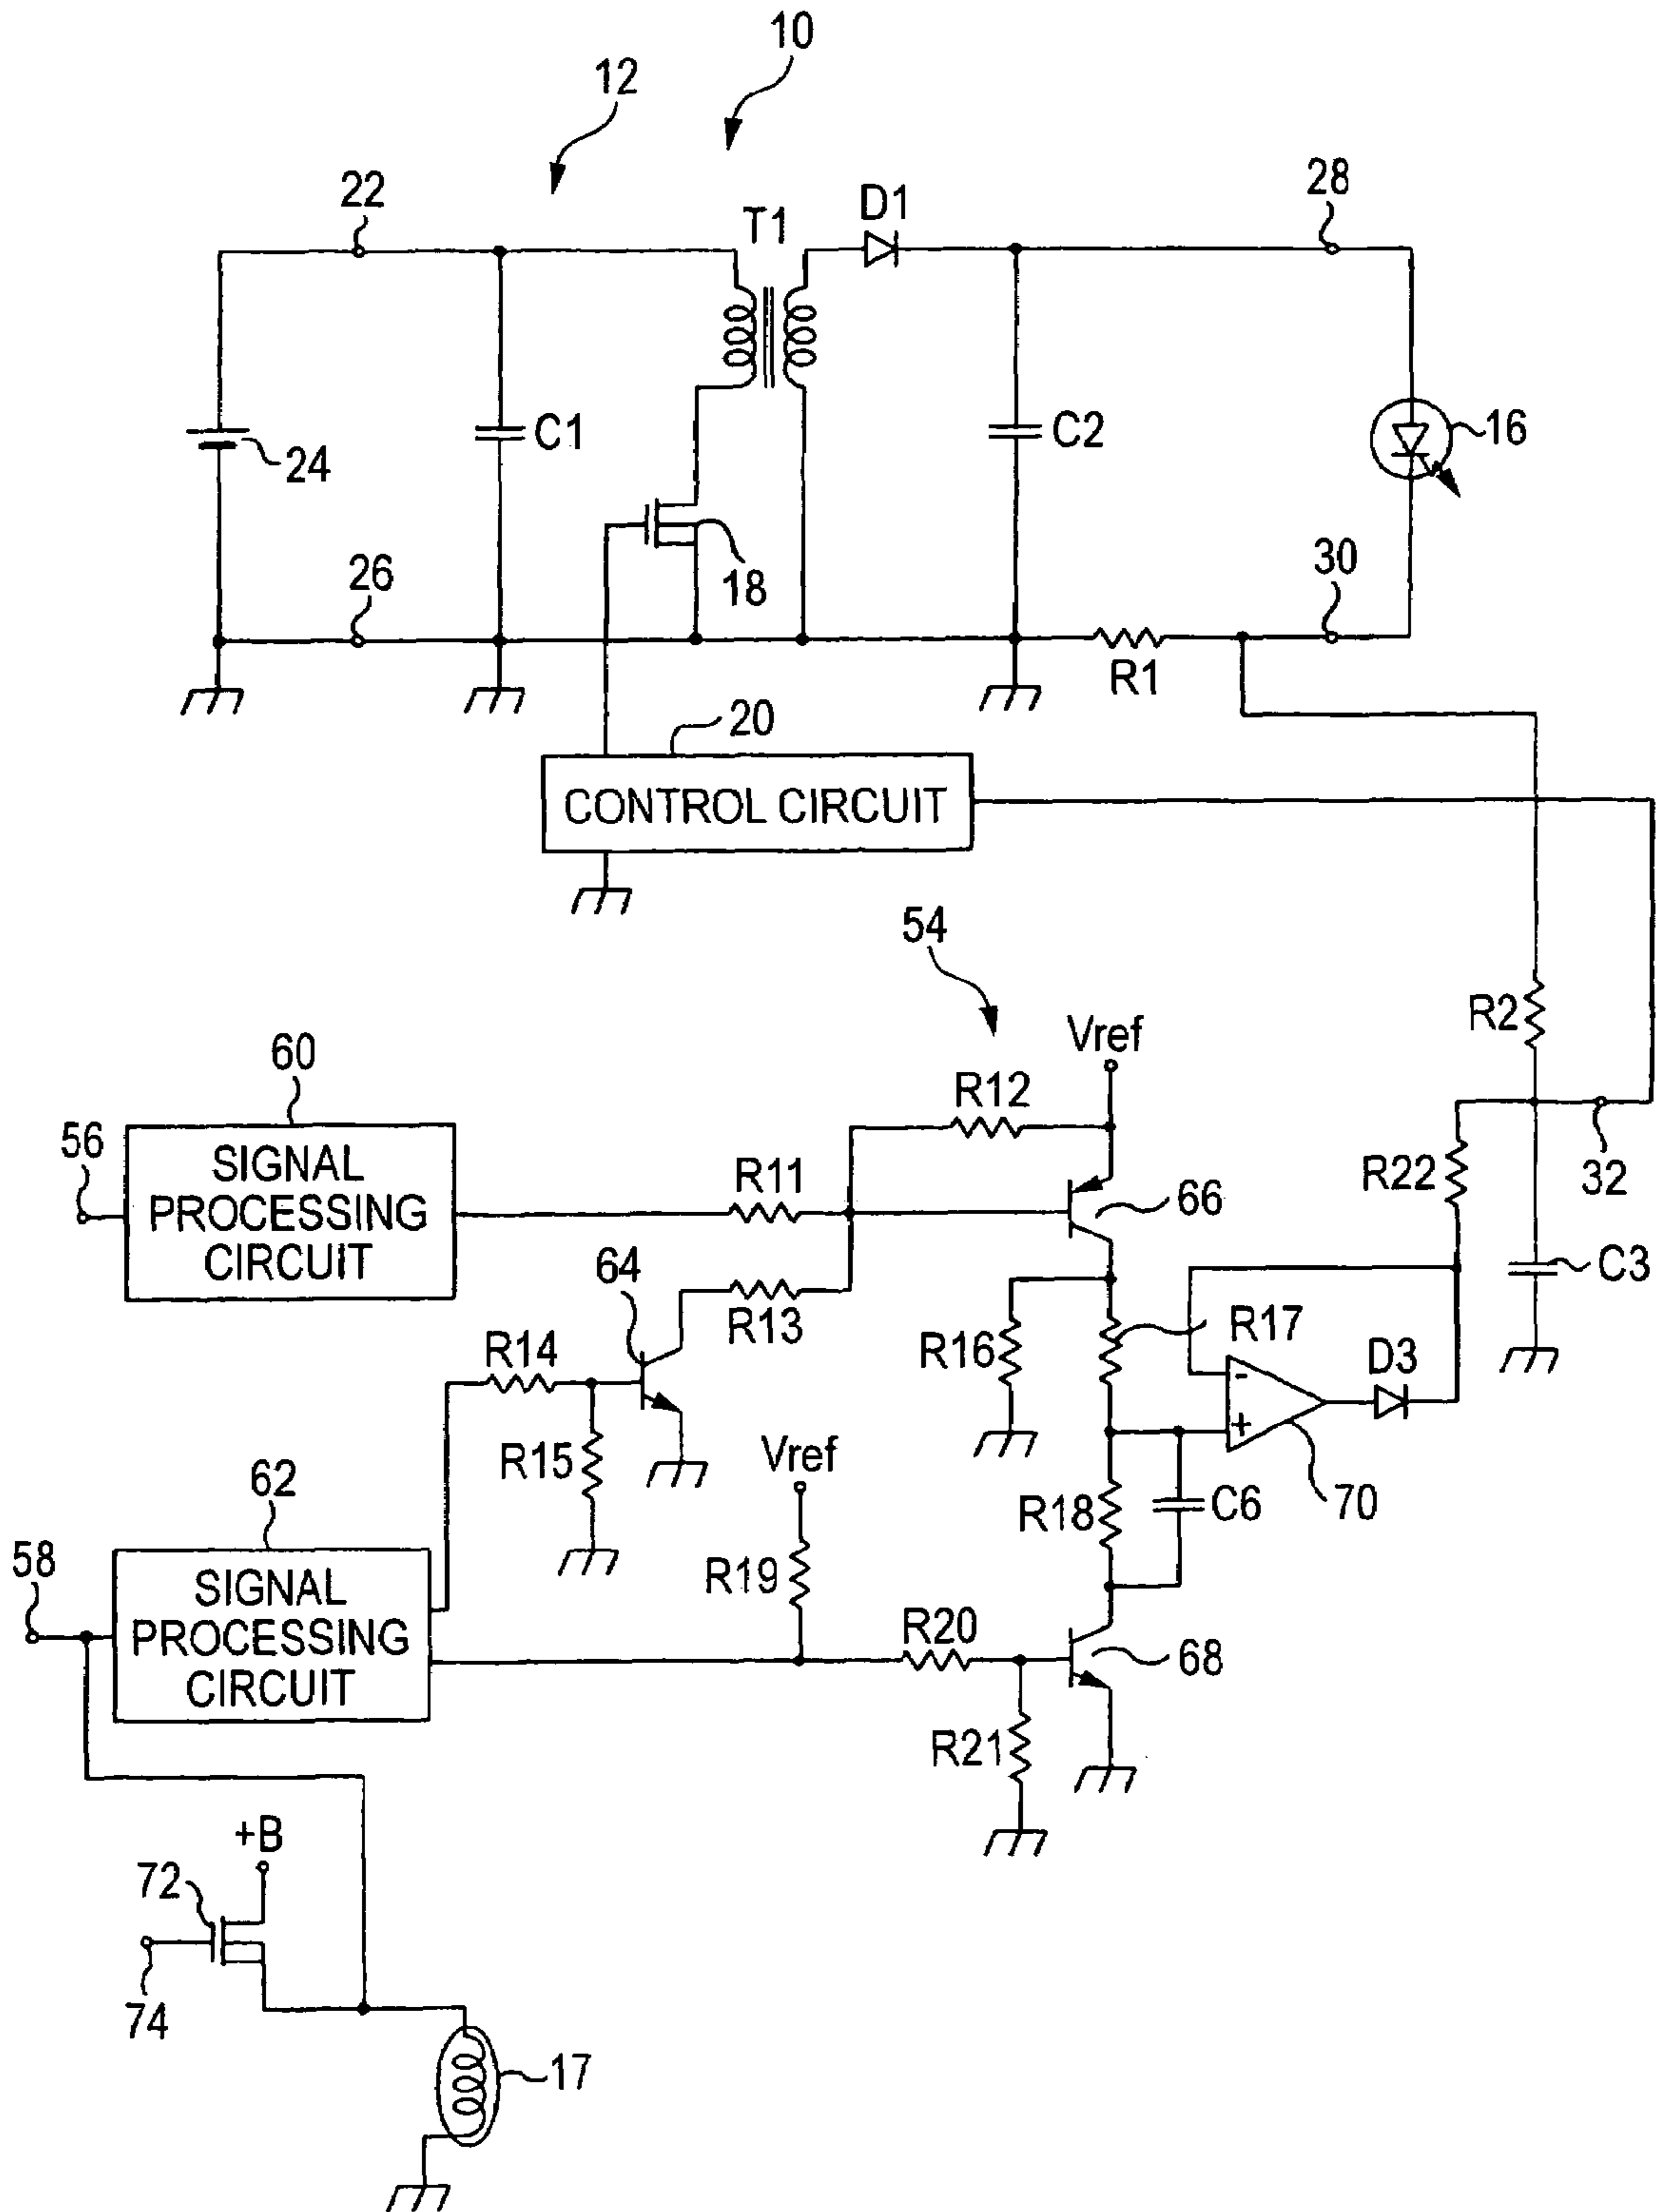 10
12
22
T1
D1
28
24
C1
C2
16
18
26
30
R1
20
CONTROL CIRCUIT
54
Vref
R2
60
R12
56
SIGNAL
PROCESSING
CIRCUIT
R11
66
R22
32
64
R13
C3
R14
R16
R17
D3
-
+
R15
Vref
62
R18
C6
70
58
R19
SIGNAL
PROCESSING
CIRCUIT
R20
68
R21
+B
72
74
17